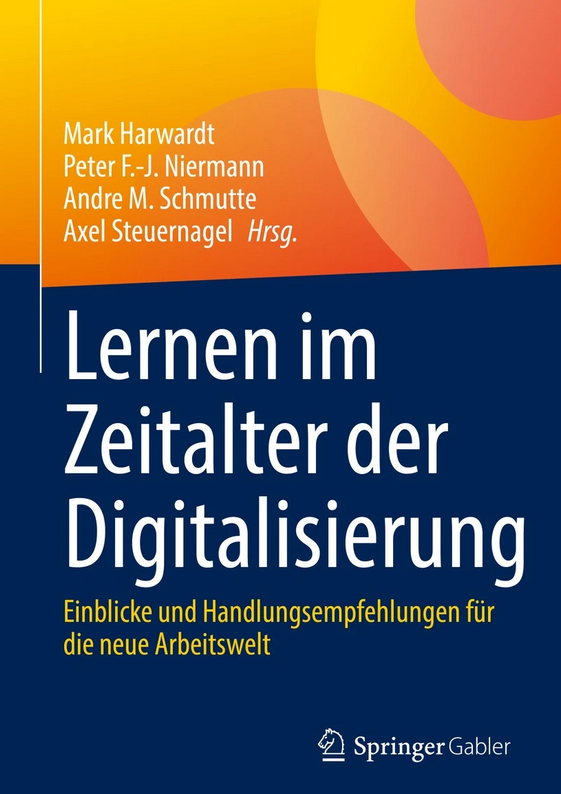 Mark Harwardt
Peter F.-J. Niermann
Andre M. Schmutte
Axel Steuernagel Hrsg.
Lernen im
Zeitalter der
Digitalisierung
Einblicke und Handlungsempfehlungen für
die neue Arbeitswelt
Springer Gabler